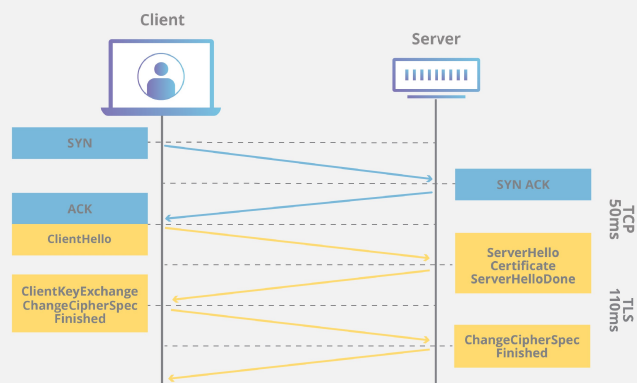 Client
Server
SYN
SYN ACK
ACK
ClientHello
ServerHello
Certificate
ServerHelloDone
ClientKeyExchange
ChangeCipherSpec
Finished
ChangeCipherSpec
Finished
TCP
50ms
TLS
110ms